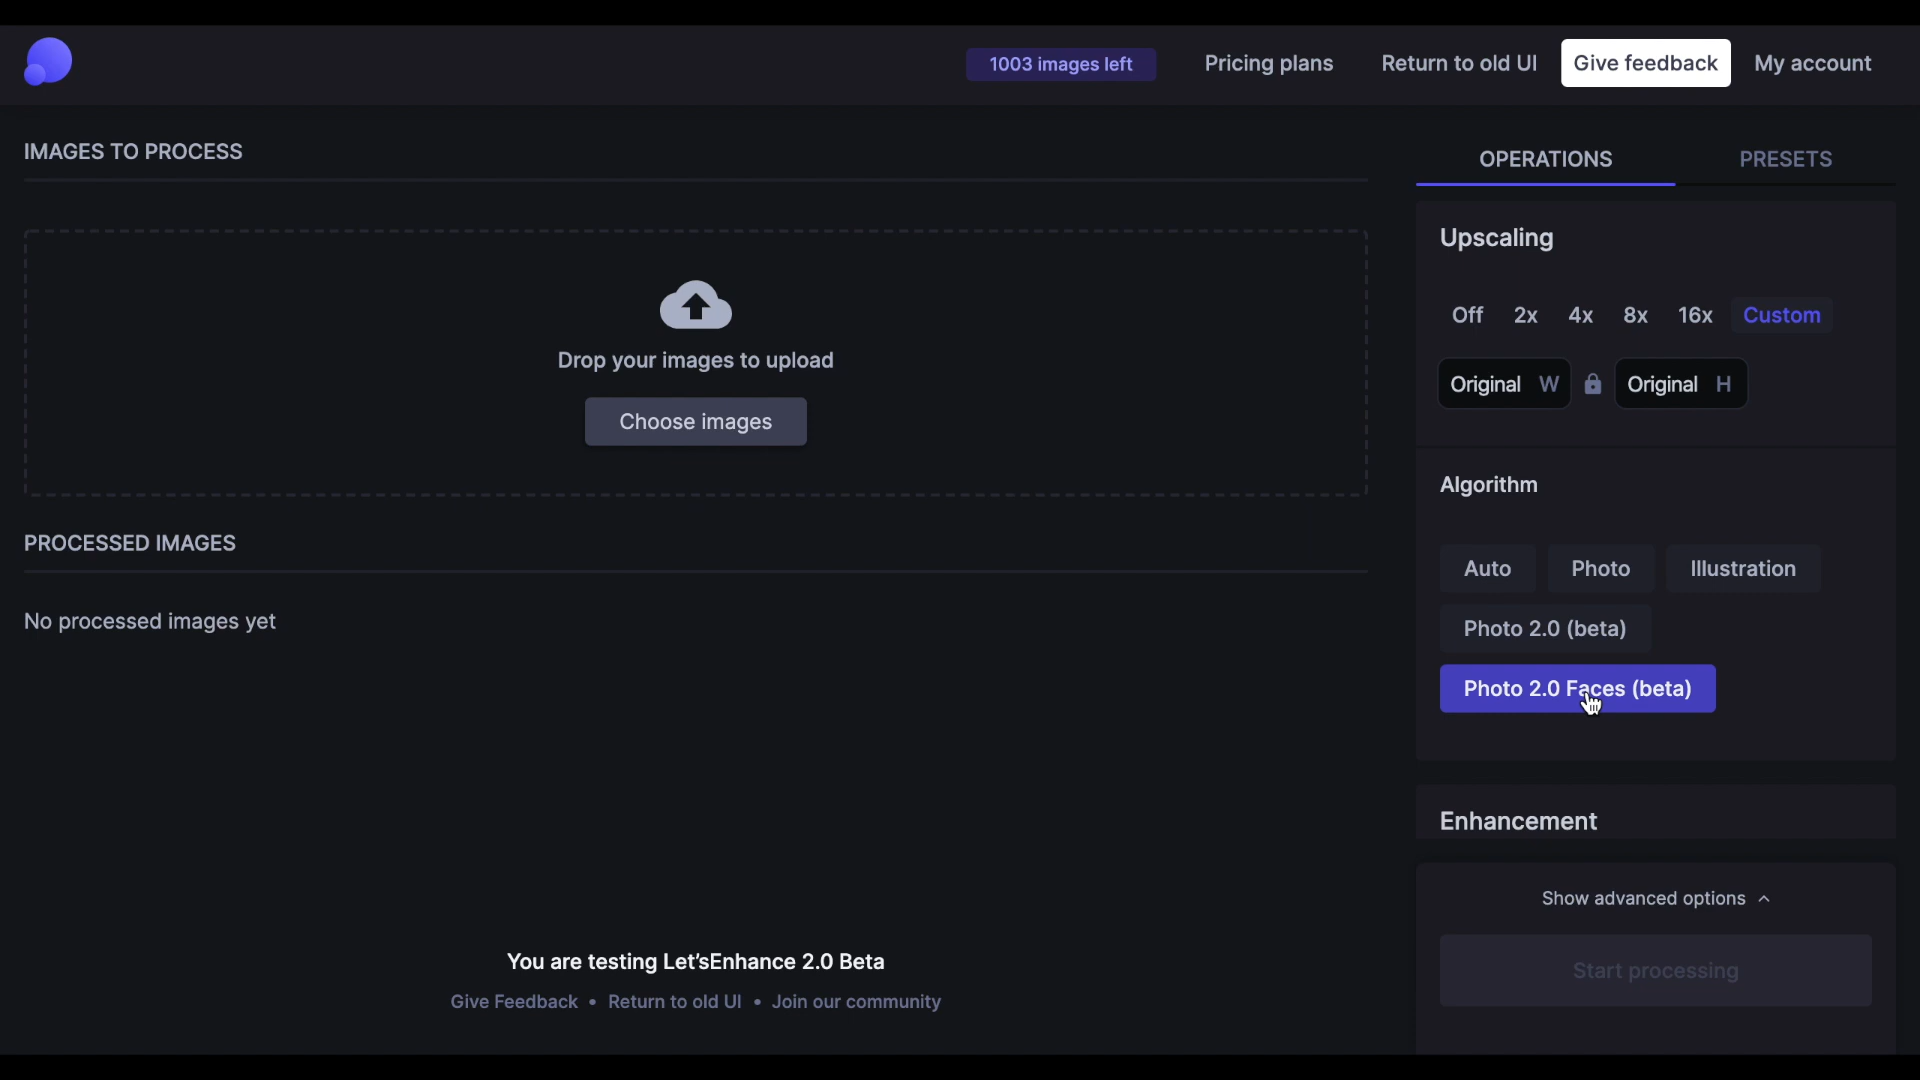 1003 images left
Pricing plans
Return to old UI
Give feedback
My account
IMAGES TO PROCESS
Drop your images to upload
Choose images
PROCESSED IMAGES
No processed images yet
You are testing Let'sEnhance 2.0 Beta
Give Feedback • Return to old UI • Join our community
OPERATIONS
PRESETS
Upscaling
Off 2x 4x 8x 16x Custom
Original W
Original H
Algorithm
Auto
Photo
Illustration
Photo 2.0 (beta)
Photo 2.0 Faces (beta)
Enhancement
Show advanced options
Start processing